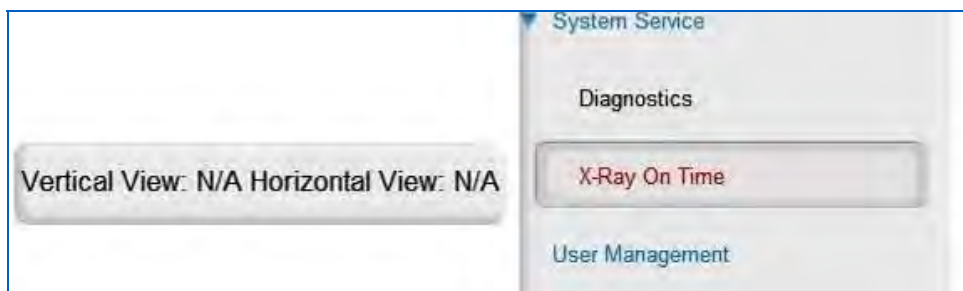 System Service
Diagnostics
Vertical View: N/A Horizontal View: N/A
X-Ray On Time
User Management